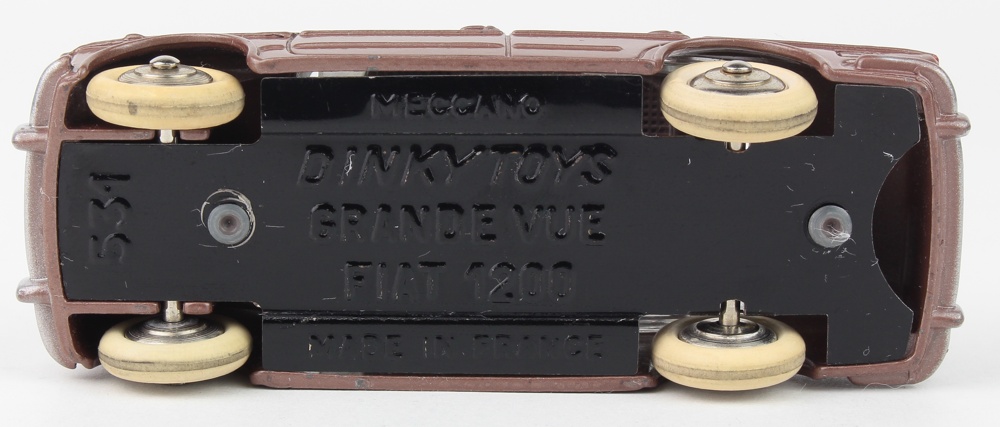 MECCANO
DINKY TOYS
GRANDE VUE
FIAT 1200
MADE IN FRANCE
531